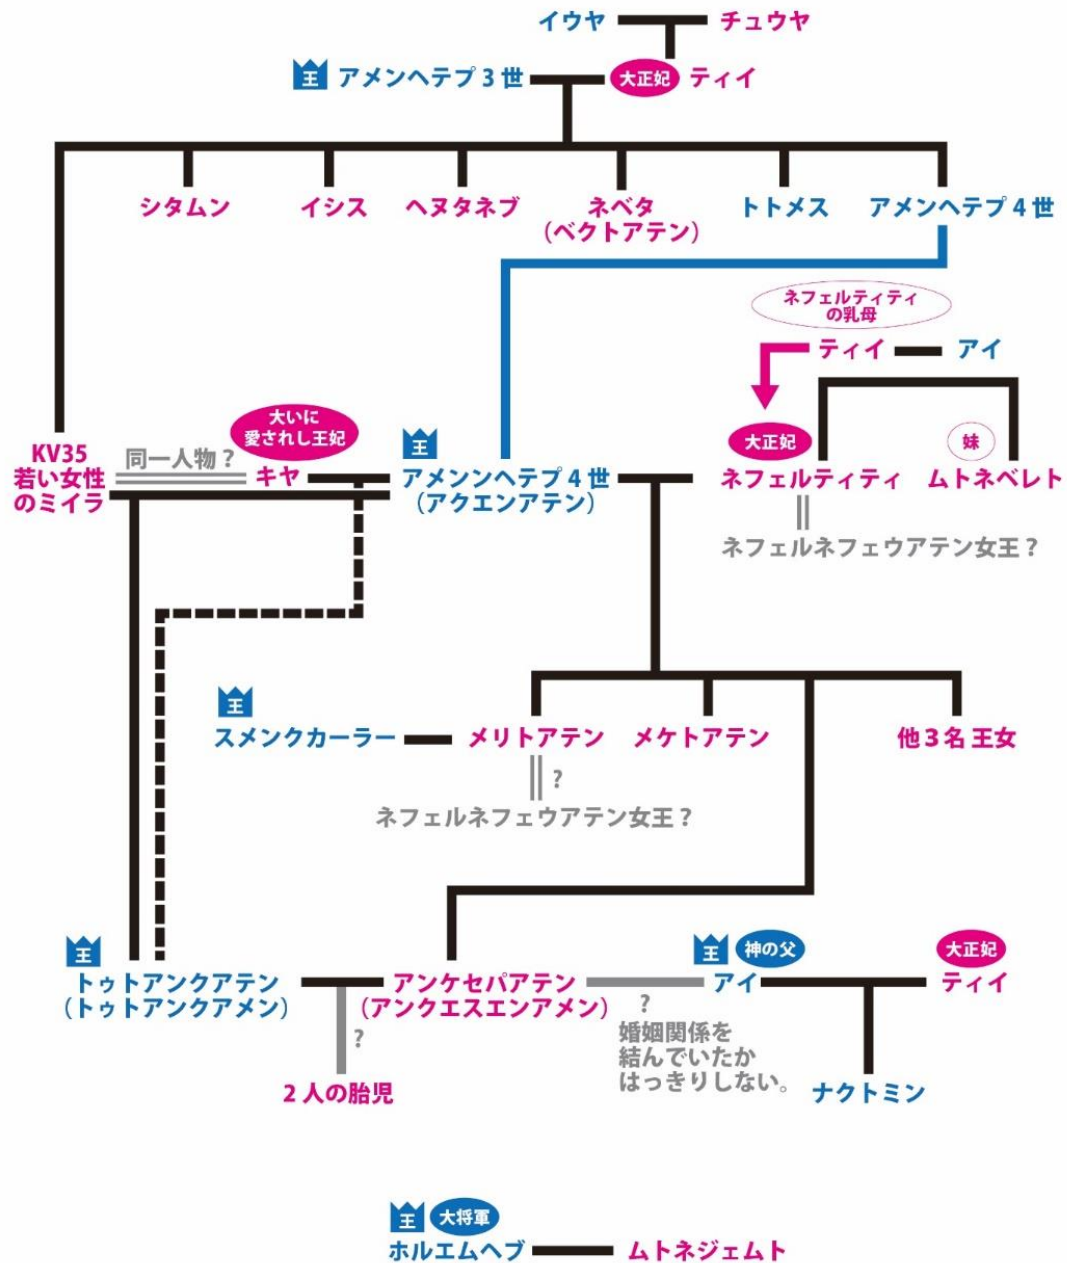 イウヤ チュウヤ
王 アメンヘテプ3世 大正妃 ティイ
シタムン イシス ヘヌタネブ ネベタ トトメス アメンヘテプ4世
(ベクトアテン)
ネフェルティティ
の乳母
ティイ アイ
大いに
愛されし王妃
王
大正妃
妹
KV35
若い女性
のミイラ
同一人物?
キヤ
アメンンヘテプ4世
(アクエンアテン)
ネフェルティティ
ムトネベレト
ネフェルネフェウアテン女王?
王
スメンクカーラー メリトアテン メケトアテン 他3名 王女
?
ネフェルネフェウアテン女王?
王
王 神の父
大正妃
トゥトアンクアテン
(トゥトアンクアメン)
アンケセパアテン
(アンクエスエンアメン)
アイ
ティイ
?
?
婚姻関係を
結んでいたか
はっきりしない。
2人の胎児
ナクトミン
王 大将軍
ホルエムヘブ ムトネジェムト